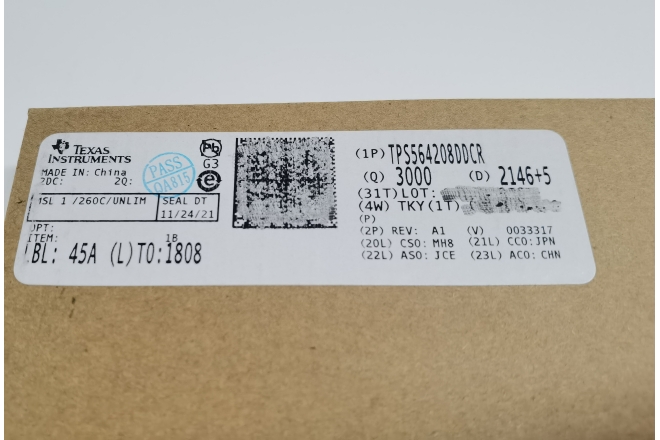 TEXAS
INSTRUMENTS
MADE IN: China
2DC: 2Q:
MSL 1 /260C/UNLIM
SEAL DT
11/24/21
OPT:
ITEM:
1B
LBL: 45A (L)TO:1808
PASS
QA815
Pb
G3
e
(1P) TPS564208DDCR
(Q) 3000 (D) 2146+5
(31T) LOT:
(4W) TKY(1T)
(P)
(2P) REV: A1 (V) 0033317
(20L) CSO: MH8 (21L) CCO:JPN
(22L) ASO: JCE (23L) ACO: CHN